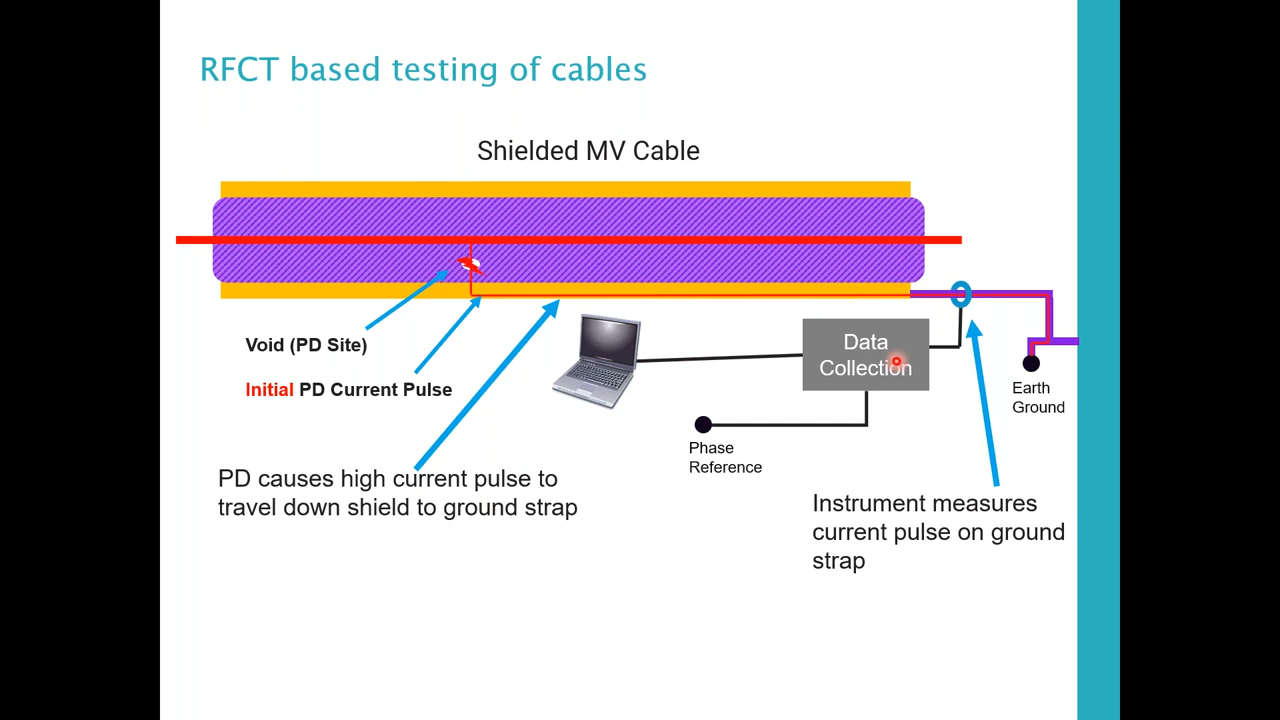 RFCT based testing of cables
Shielded MV Cable
Void (PD Site)
Initial PD Current Pulse
Data
Collection
Earth
Ground
Phase
Reference
PD causes high current pulse to
travel down shield to ground strap
Instrument measures
current pulse on ground
strap